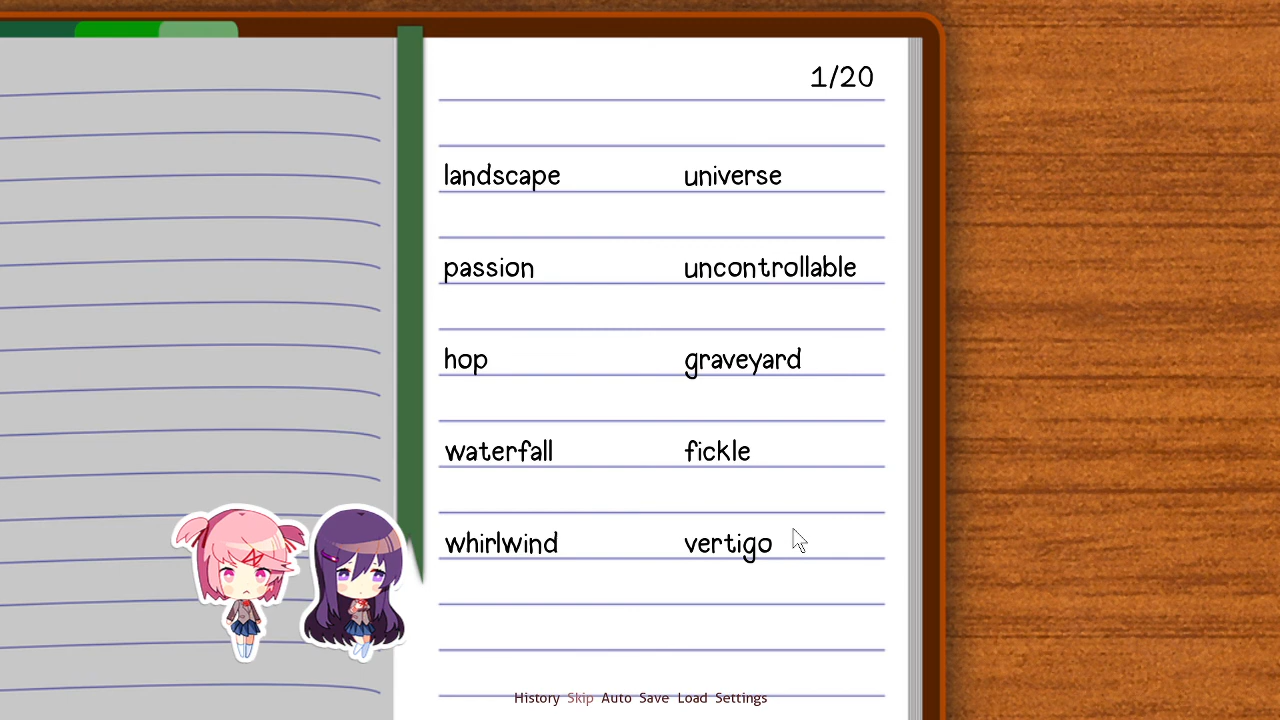 1/20
landscape universe
passion uncontrollable
hop graveyard
waterfall fickle
whirlwind vertigo
History Skip Auto Save Load Settings